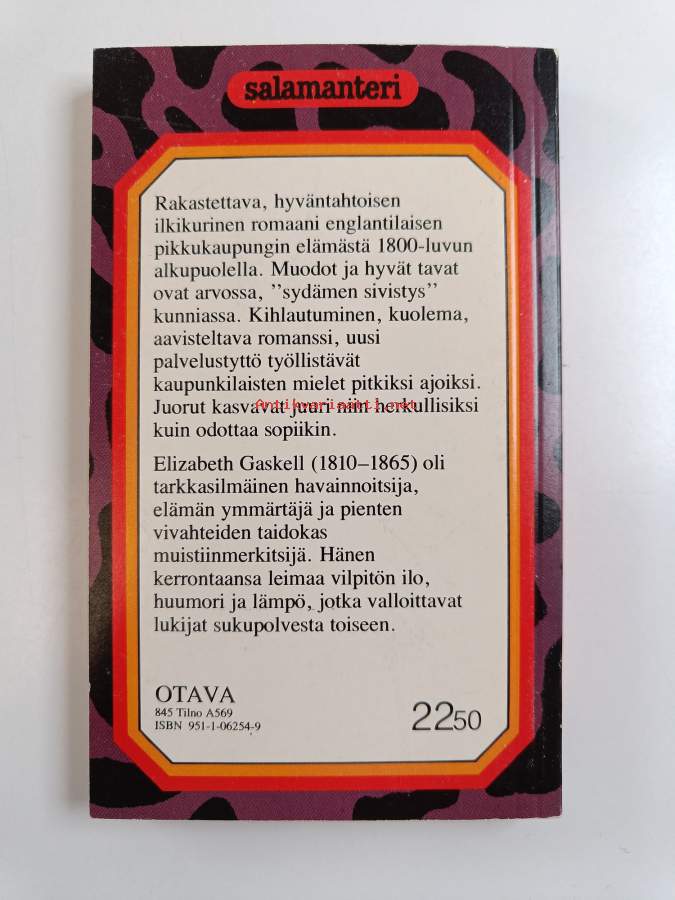 salamanteri
Rakastettava, hyväntahtoisen
ilkikurinen romaani englantilaisen
pikkukaupungin elämästä 1800-luvun
alkupuolella. Muodot ja hyvät tavat
ovat arvossa, ”sydämen sivistys”
kunniassa. Kihlautuminen, kuolema,
aavisteltava romanssi, uusi
palvelustyttö työllistävät
kaupunkilaisten mielet pitkiksi ajoiksi.
Juorut kasvavat juuri niin herkullisiksi
Antikvariaatti.net
kuin odottaa sopiikin.
Elizabeth Gaskell (1810–1865) oli
tarkkasilmäinen havainnoitsija,
elämän ymmärtäjä ja pienten
vivahteiden taidokas
muistiinmerkitsijä. Hänen
kerrontaansa leimaa vilpitön ilo,
huumori ja lämpö, jotka valloittavat
lukijat sukupolvesta toiseen.
OTAVA
845 Tilno A569
ISBN 951-1-06254-9
2250